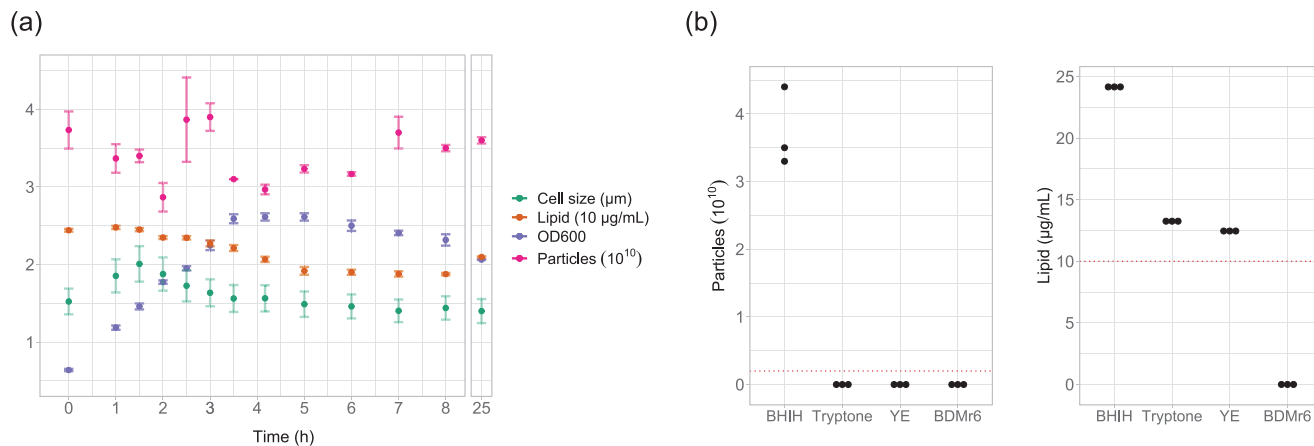 (a)
4
3
2
1
0 1 2 3 4 5 6 7 8 25
Time (h)
Cell size (µm)
Lipid (10 µg/mL)
OD600
Particles (10¹⁰)
(b)
Particles (10¹⁰)
4
3
2
1
0
BHIH Tryptone YE BDMr6
Lipid (µg/mL)
25
20
15
10
5
0
BHIH Tryptone YE BDMr6